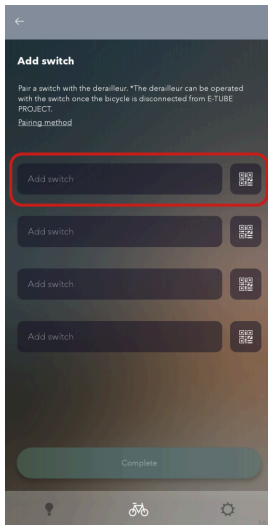 Add switch
Pair a switch with the derailleur. *The derailleur can be operated
with the switch once the bicycle is disconnected from E-TUBE
PROJECT.
Pairing method
Add switch
Add switch
Add switch
Add switch
Complete